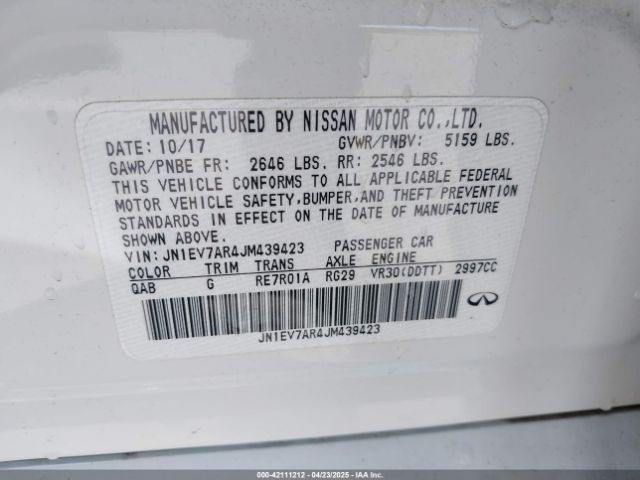 MANUFACTURED BY NISSAN MOTOR CO.,LTD.
DATE: 10/17 GVWR/PNBV: 5159 LBS.
GAWR/PNBE FR: 2646 LBS. RR: 2546 LBS.
THIS VEHICLE CONFORMS TO ALL APPLICABLE FEDERAL
MOTOR VEHICLE SAFETY,BUMPER,AND THEFT PREVENTION
STANDARDS IN EFFECT ON THE DATE OF MANUFACTURE
SHOWN ABOVE.
VIN: JN1EV7AR4JM439423 PASSENGER CAR
COLOR TRIM TRANS AXLE ENGINE
QAB G RE7R01A RG29 VR30(DDTT) 2997CC
JN1EV7AR4JM439423
000-42111212 04/23/2025 IAAI.COM